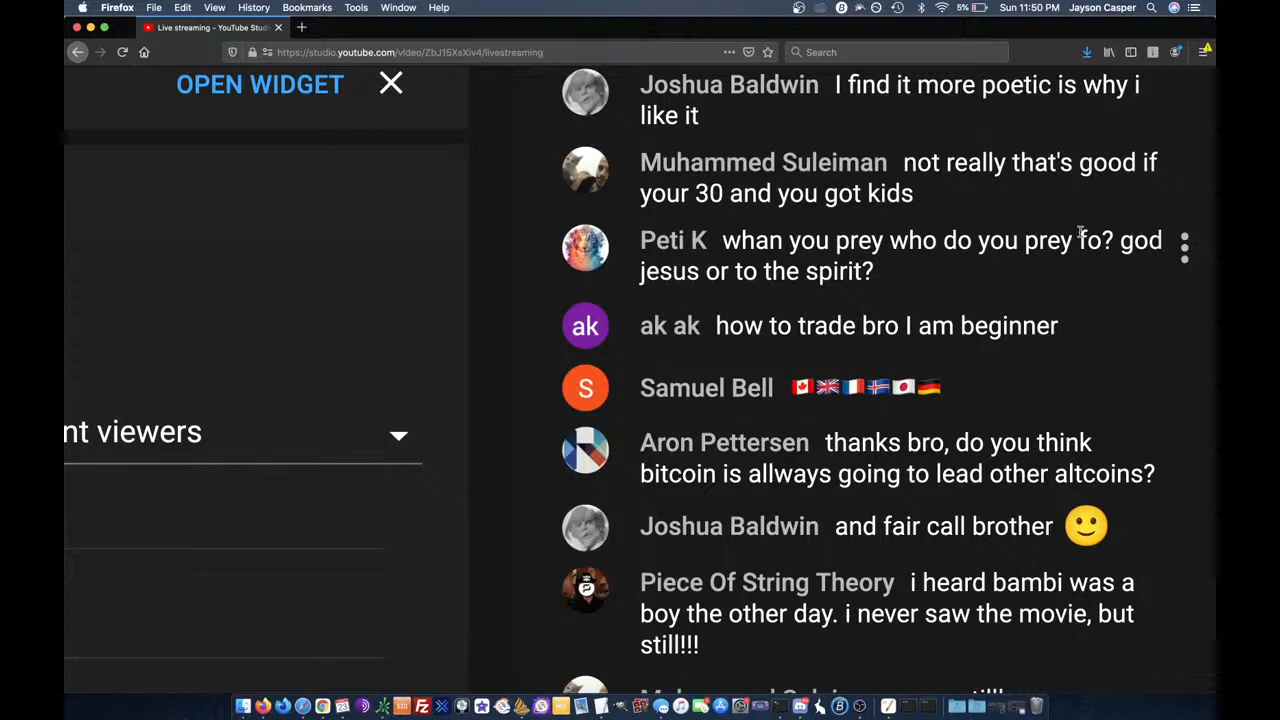 Firefox File Edit View History Bookmarks Tools Window Help 5% Sun 11:50 PM Jayson Casper
Live streaming - YouTube Studi
https://studio.youtube.com/video/ZbJ15XsXiv4/livestreaming Search
OPEN WIDGET
nt viewers
Joshua Baldwin I find it more poetic is why i
like it
Muhammed Suleiman not really that's good if
your 30 and you got kids
Peti K whan you prey who do you prey fo? god
jesus or to the spirit?
ak ak ak how to trade bro I am beginner
S Samuel Bell
Aron Pettersen thanks bro, do you think
bitcoin is allways going to lead other altcoins?
Joshua Baldwin and fair call brother
Piece Of String Theory i heard bambi was a
boy the other day. i never saw the movie, but
still!!!